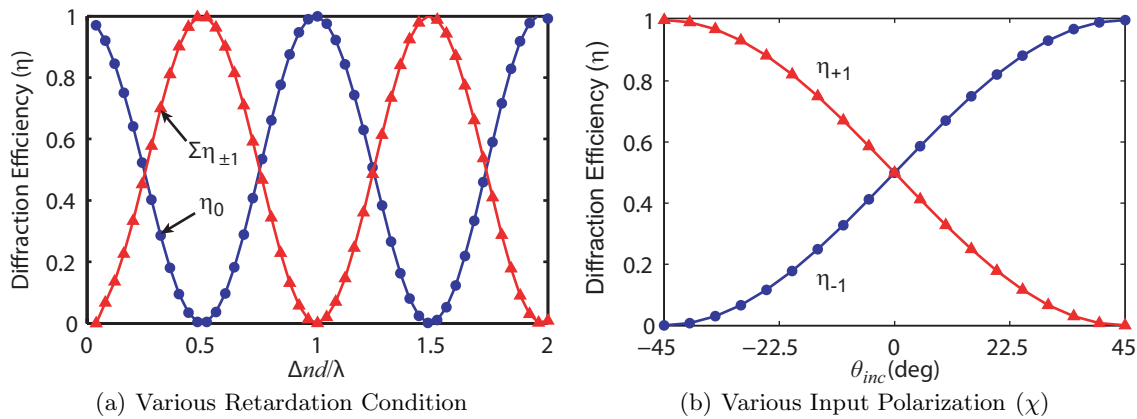 Diffraction Efficiency (η)
1
0.8
0.6
0.4
0.2
0
Ση±1
η0
0 0.5 1 1.5 2
Δnd/λ
(a) Various Retardation Condition
Diffraction Efficiency (η)
1
0.8
0.6
0.4
0.2
0
η+1
η-1
−45 −22.5 0 22.5 45
θinc(deg)
(b) Various Input Polarization (χ)